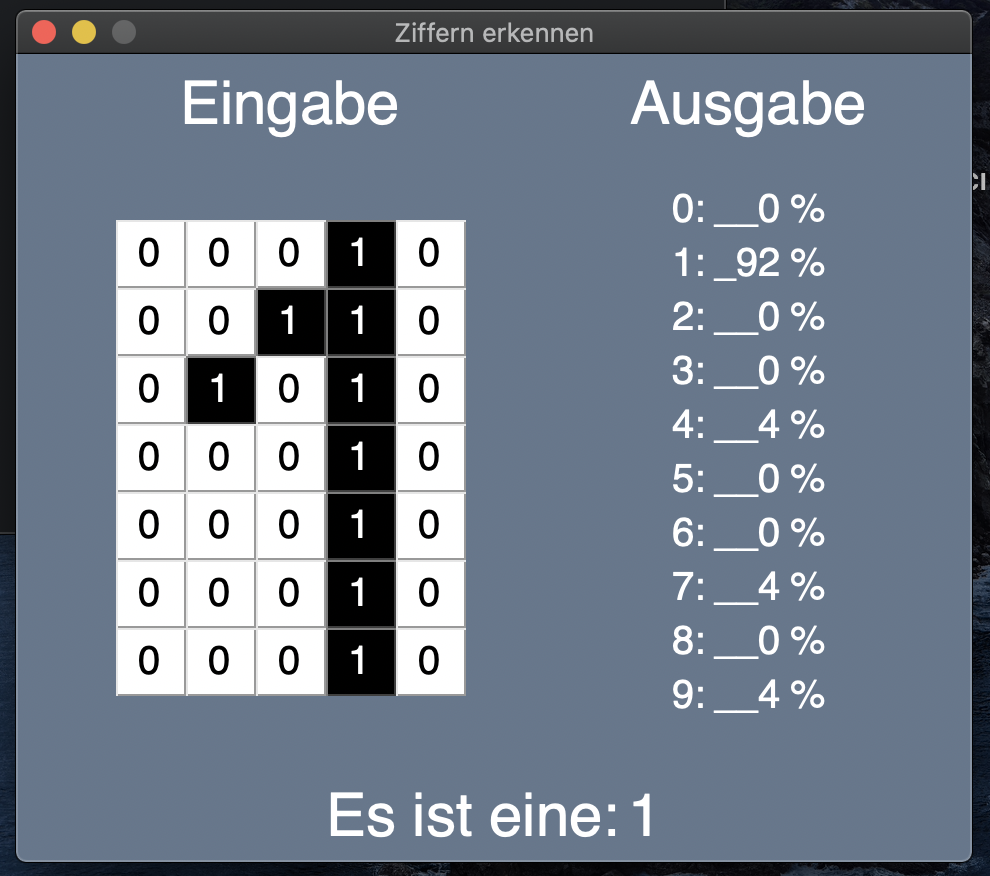 Ziffern erkennen
Eingabe
0 0 0 1 0
0 0 1 1 0
0 1 0 1 0
0 0 0 1 0
0 0 0 1 0
0 0 0 1 0
0 0 0 1 0
Ausgabe
0: __0 %
1: _92 %
2: __0 %
3: __0 %
4: __4 %
5: __0 %
6: __0 %
7: __4 %
8: __0 %
9: __4 %
Es ist eine: 1